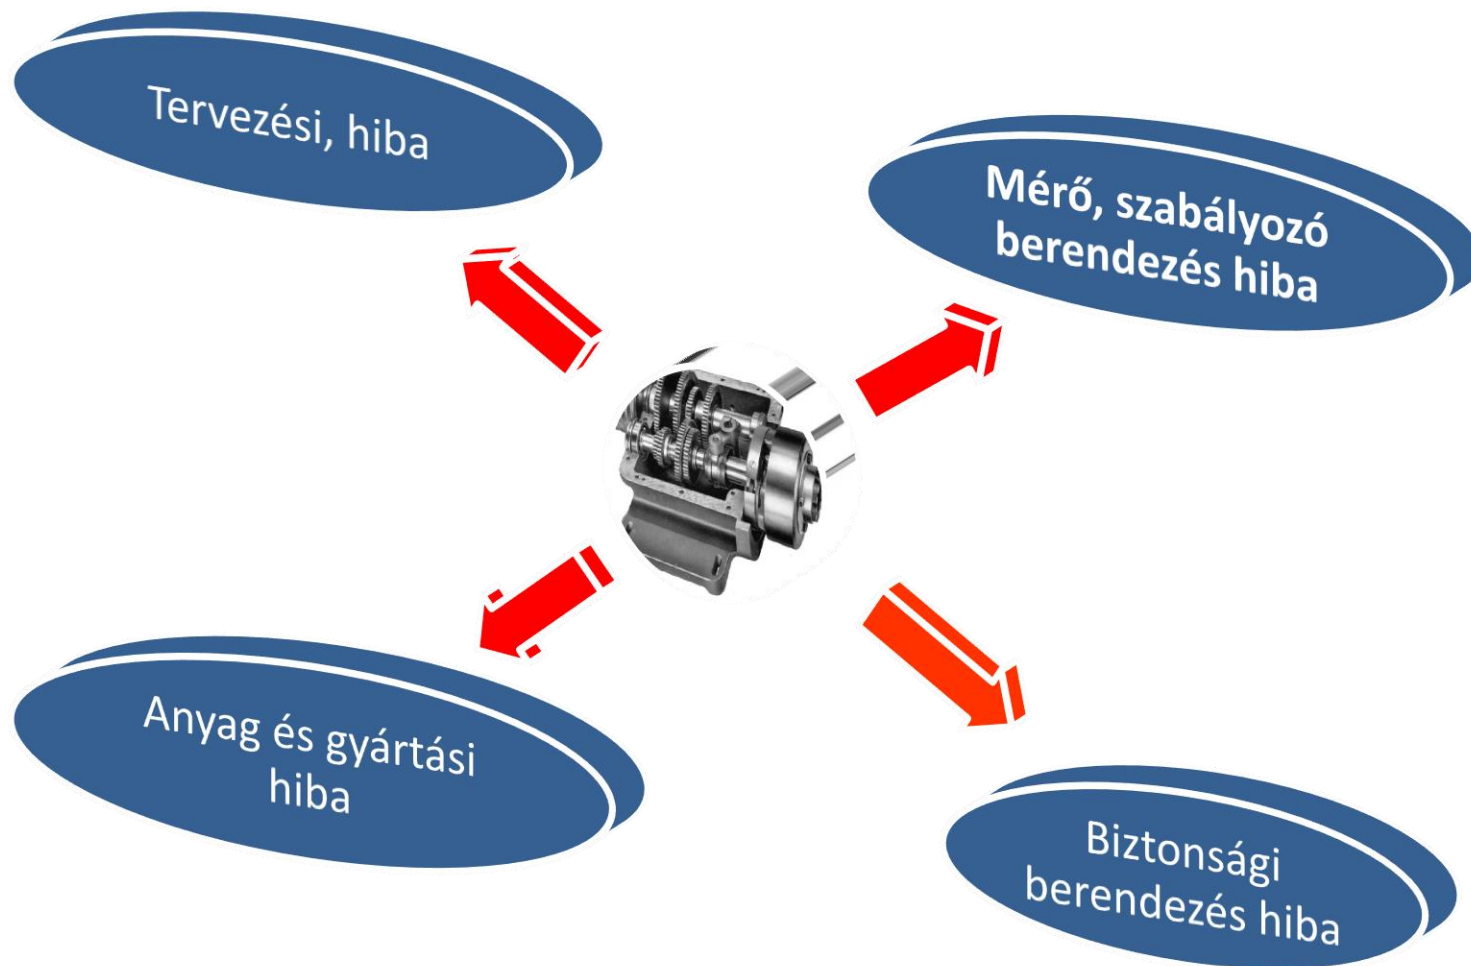 Tervezési, hiba
Mérő, szabályozó
berendezés hiba
Anyag és gyártási
hiba
Biztonsági
berendezés hiba